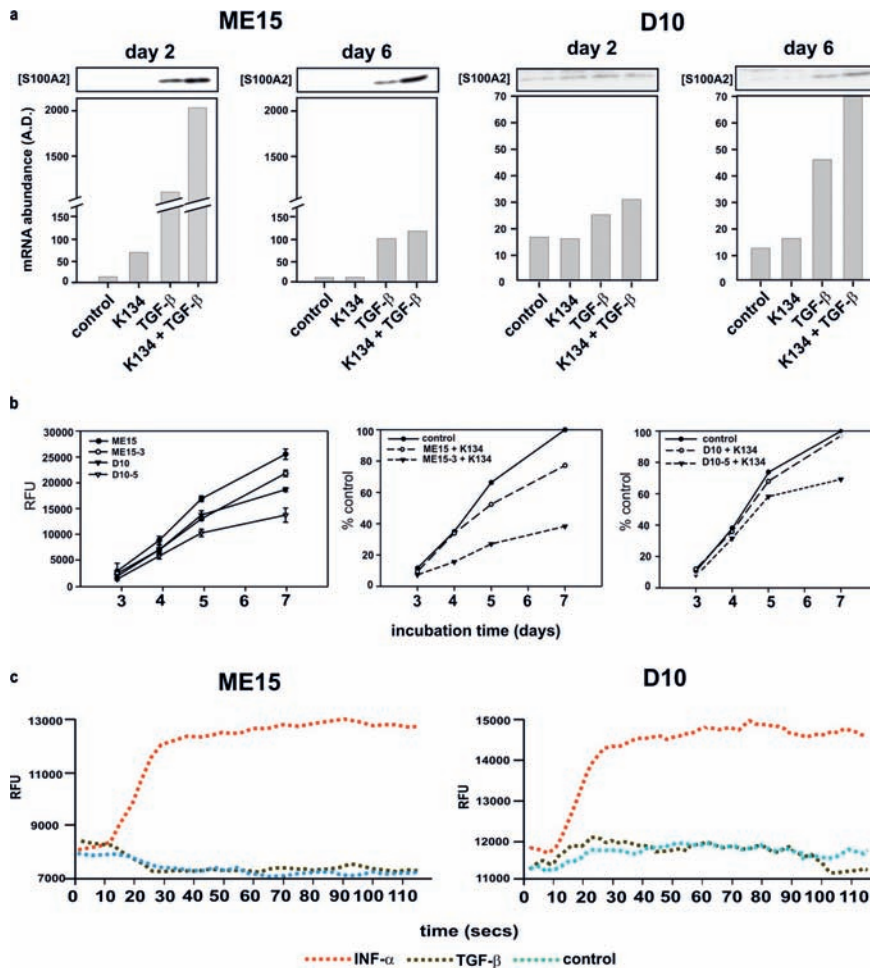 a
ME15
D10
day 2
day 6
day 2
day 6
[S100A2]
[S100A2]
[S100A2]
[S100A2]
mRNA abundance (A.D.)
2000
1500
150
100
50
0
2000
1500
150
100
50
0
70
60
50
40
30
20
10
0
70
60
50
40
30
20
10
0
control
K134
TGF-β
K134 + TGF-β
control
K134
TGF-β
K134 + TGF-β
control
K134
TGF-β
K134 + TGF-β
control
K134
TGF-β
K134 + TGF-β
b
RFU
30000
25000
20000
15000
10000
5000
0
ME15
ME15-3
D10
D10-5
3 4 5 6 7
% control
100
80
60
40
20
0
control
ME15 + K134
ME15-3 + K134
3 4 5 6 7
% control
100
80
60
40
20
0
control
D10 + K134
D10-5 + K134
3 4 5 6 7
incubation time (days)
c
ME15
D10
RFU
13000
11000
9000
7000
0 10 20 30 40 50 60 70 80 90 100 110
RFU
15000
14000
13000
12000
11000
0 10 20 30 40 50 60 70 80 90 100 110
time (secs)
INF-α TGF-β control